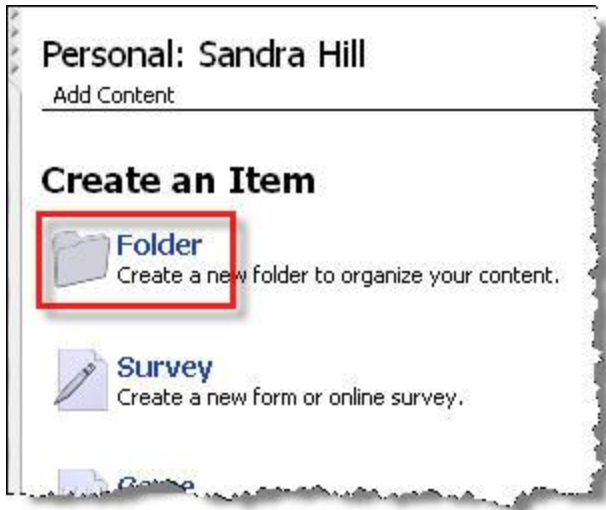 Personal: Sandra Hill
Add Content
Create an Item
Folder
Create a new folder to organize your content.
Survey
Create a new form or online survey.